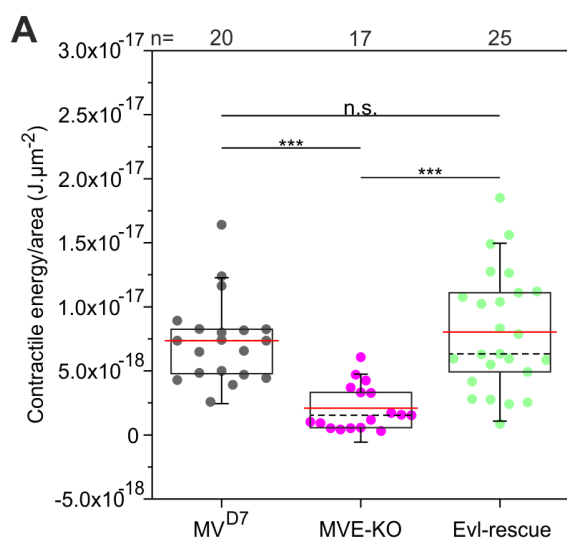 A
n= 20 17 25
3.0x10⁻¹⁷
n.s.
2.5x10⁻¹⁷
***
2.0x10⁻¹⁷
***
1.5x10⁻¹⁷
1.0x10⁻¹⁷
5.0x10⁻¹⁸
0
-5.0x10⁻¹⁸
Contractile energy/area (J.µm⁻²)
MVᴰ⁷ MVE-KO Evl-rescue